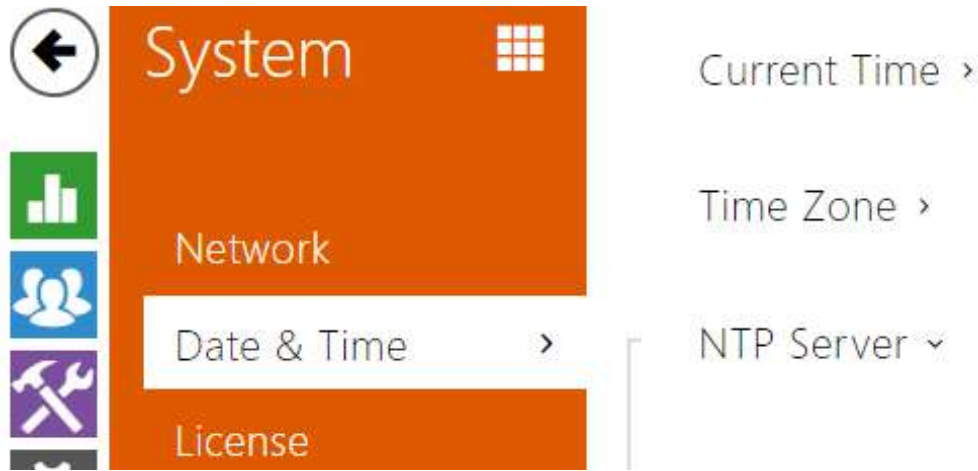 System
Network
Date & Time
License
Current Time
Time Zone
NTP Server